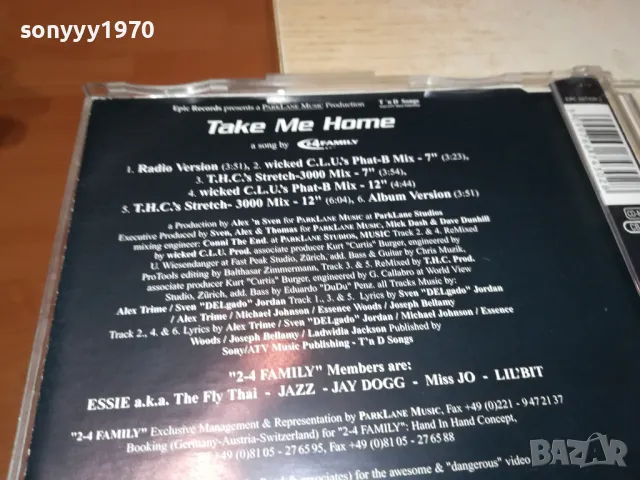 sonyyy1970
Epic Records presents a PARKLANE MUSIC Production
T'n D Songs
Take Me Home
a song by 2-4 FAMILY
1. Radio Version (3:51), 2. wicked C.L.U.'s Phat-B Mix - 7" (3:23),
3. T.H.C.'s Stretch-3000 Mix - 7" (3:54)
4. wicked C.L.U.'s Phat-B Mix - 12" (4:44)
5. T.H.C.'s Stretch- 3000 Mix - 12" (6:04), 6. Album Version (3:51)
a Production by Alex 'n Sven for PARKLANE MUSIC at ParkLane Studios
Executive Produced by Sven, Alex & Thomas for PARKLANE MUSIC, Mick Dash & Dave Dunhill
mixing engineer: Conni The End. at PARKLANE STUDIOS, MUSIC Track 2. & 4. ReMixed
by wicked C.L.U. Prod. associate producer Kurt "Curtis" Burger, engineered by
U. Wiesendanger at Fast Peak Studio, Zürich, add. Bass & Guitar by Chris Muzik,
ProTools editing by Balthasar Zimmermann, Track 3. & 5. ReMixed by T.H.C. Prod.
associate producer Kurt "Curtis" Burger, engineered by G. Callabro at World View
Studio, Zürich, add. Bass by Eduardo "DaDu" Penz. all Tracks Music by:
Alex Trime / Sven "DELgado" Jordan Track 1., 3. & 5. Lyrics by Sven "DELgado" Jordan
/ Alex Trime / Michael Johnson / Essence Woods / Joseph Bellamy
Track 2., 4. & 6. Lyrics by Alex Trime / Sven "DELgado" Jordan / Michael Johnson / Essence
Woods / Joseph Bellamy / Ladwidia Jackson Published by
Sony/ATV Music Publishing - T'n D Songs
"2-4 FAMILY" Members are:
ESSIE a.k.a. The Fly Thai - JAZZ - JAY DOGG - Miss JO - LIL'BIT
"2-4 FAMILY" Exclusive Management & Representation by PARKLANE MUSIC, Fax +49 (0)221 - 9472137
Booking (Germany-Austria-Switzerland) for "2-4 FAMILY": Hand In Hand Concept,
++49 (0)81 05 - 27 65 95, Fax ++49 (0)81 05 - 27 65 88
& associates) for the awesome & "dangerous" video
BAZAR